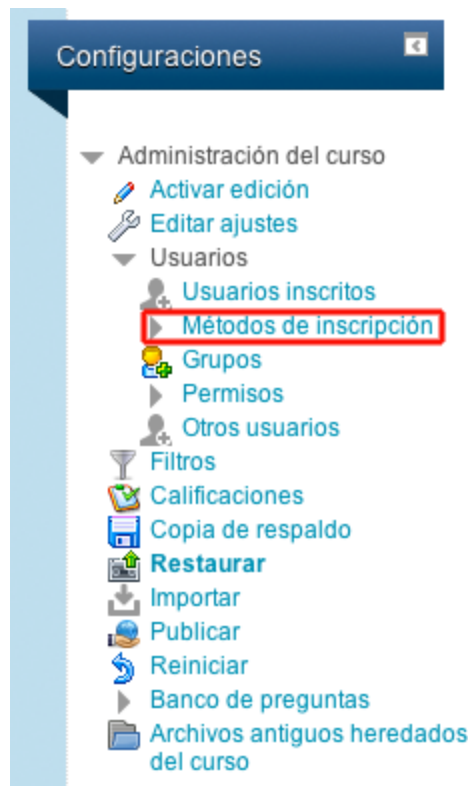 Configuraciones
Administración del curso
Activar edición
Editar ajustes
Usuarios
Usuarios inscritos
Métodos de inscripción
Grupos
Permisos
Otros usuarios
Filtros
Calificaciones
Copia de respaldo
Restaurar
Importar
Publicar
Reiniciar
Banco de preguntas
Archivos antiguos heredados
del curso